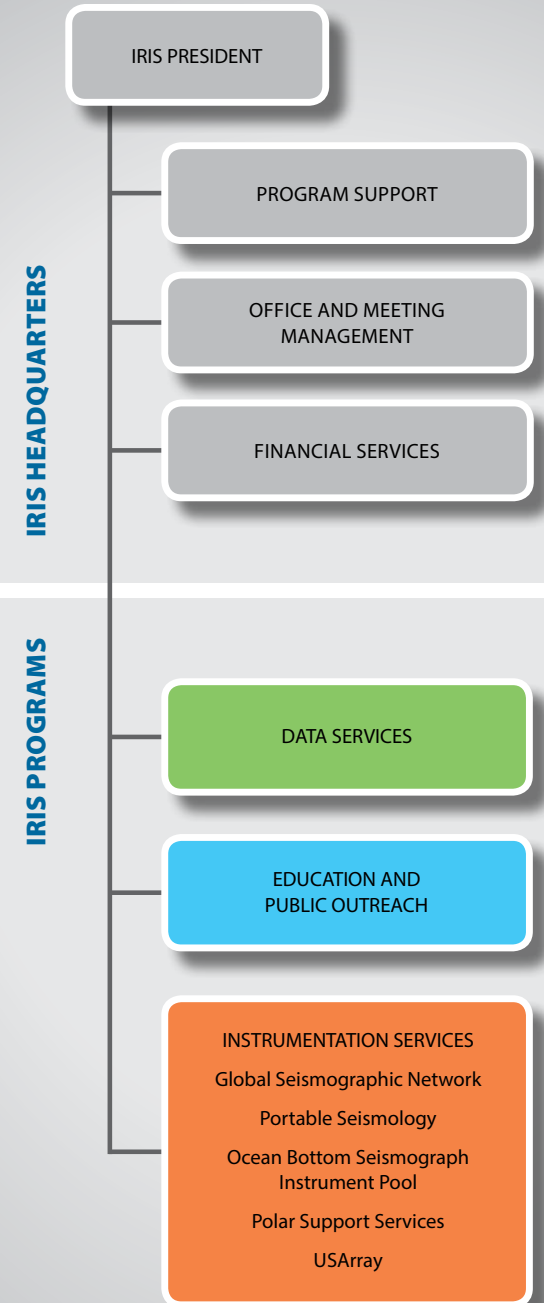 IRIS PRESIDENT
IRIS HEADQUARTERS
PROGRAM SUPPORT
OFFICE AND MEETING
MANAGEMENT
FINANCIAL SERVICES
IRIS PROGRAMS
DATA SERVICES
EDUCATION AND
PUBLIC OUTREACH
INSTRUMENTATION SERVICES
Global Seismographic Network
Portable Seismology
Ocean Bottom Seismograph
Instrument Pool
Polar Support Services
USArray